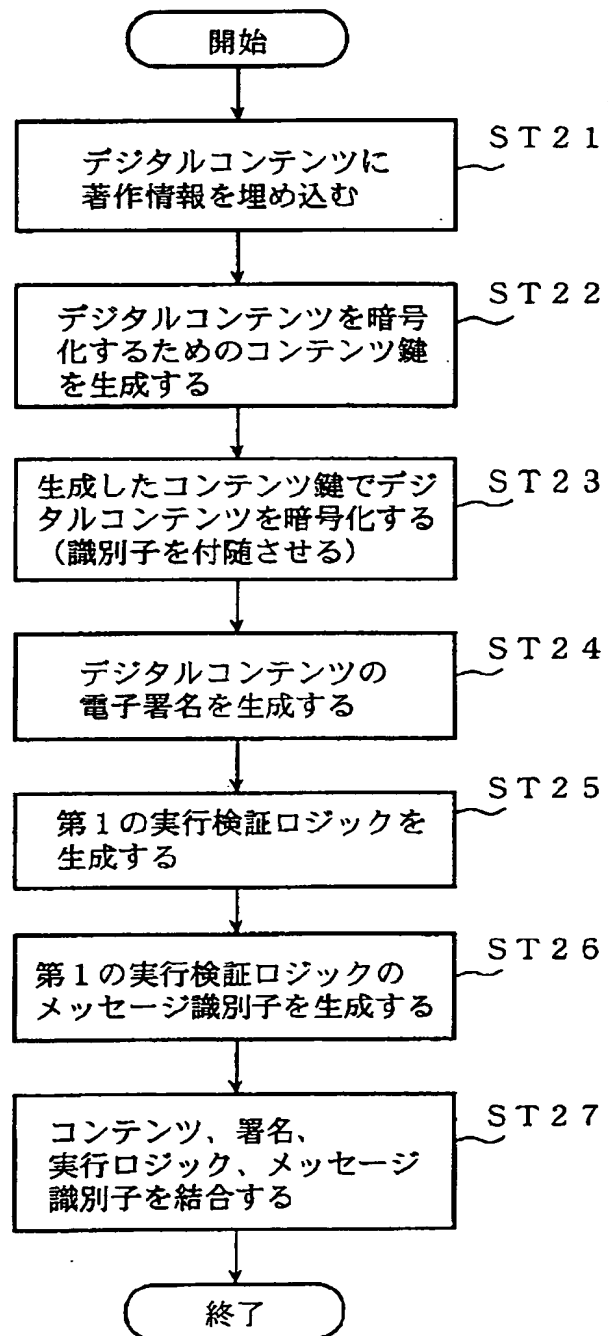 開始
ST21
デジタルコンテンツに
著作情報を埋め込む
ST22
デジタルコンテンツを暗号
化するためのコンテンツ鍵
を生成する
ST23
生成したコンテンツ鍵でデジ
タルコンテンツを暗号化する
（識別子を付随させる）
ST24
デジタルコンテンツの
電子署名を生成する
ST25
第1の実行検証ロジックを
生成する
ST26
第1の実行検証ロジックの
メッセージ識別子を生成する
ST27
コンテンツ、署名、
実行ロジック、メッセージ
識別子を結合する
終了